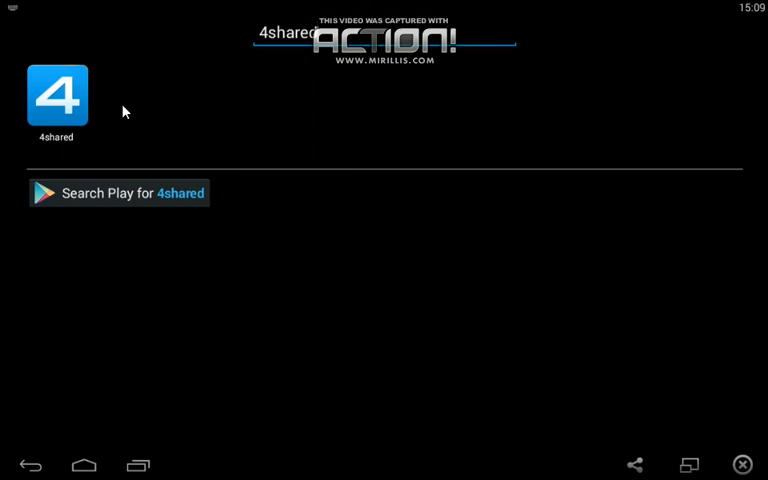 15:09
THIS VIDEO WAS CAPTURED WITH
4shared
ACTION!
WWW.MIRILLIS.COM
4
4shared
Search Play for 4shared